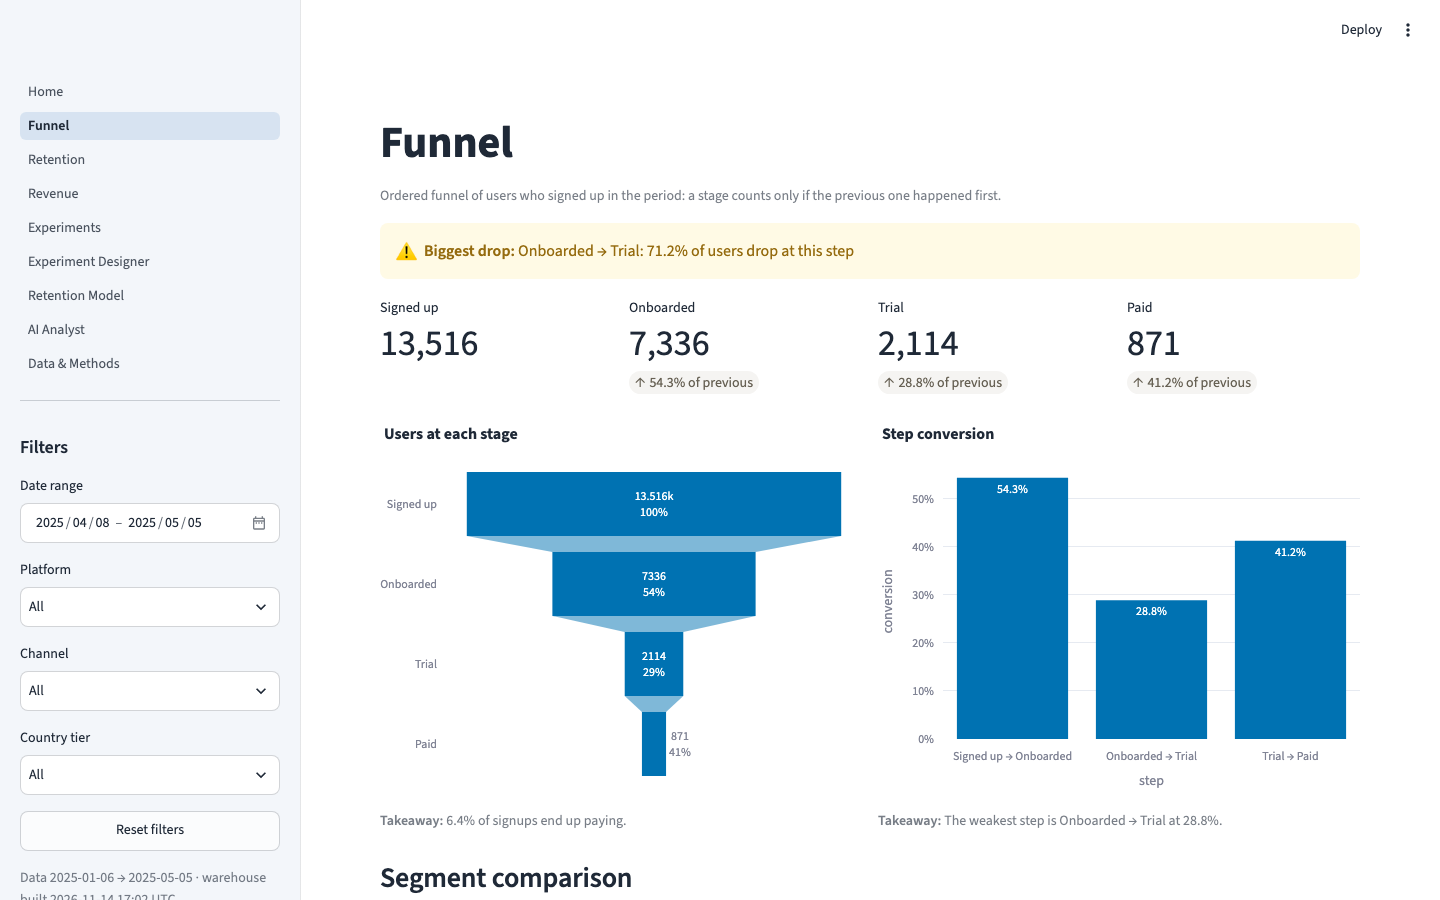 Deploy
Home
Funnel
Retention
Revenue
Experiments
Experiment Designer
Retention Model
AI Analyst
Data & Methods
Filters
Date range
2025 / 04 / 08 – 2025 / 05 / 05
Platform
All
Channel
All
Country tier
All
Reset filters
Data 2025-01-06 → 2025-05-05 · warehouse
built 2026-11-14 17:02 UTC
Funnel
Ordered funnel of users who signed up in the period: a stage counts only if the previous one happened first.
Biggest drop: Onboarded → Trial: 71.2% of users drop at this step
Signed up
13,516
Onboarded
7,336
↑ 54.3% of previous
Trial
2,114
↑ 28.8% of previous
Paid
871
↑ 41.2% of previous
Users at each stage
Signed up
13.516k
100%
Onboarded
7336
54%
Trial
2114
29%
Paid
871
41%
Takeaway: 6.4% of signups end up paying.
Step conversion
conversion
50%
40%
30%
20%
10%
0%
54.3%
28.8%
41.2%
Signed up → Onboarded
Onboarded → Trial
Trial → Paid
step
Takeaway: The weakest step is Onboarded → Trial at 28.8%.
Segment comparison